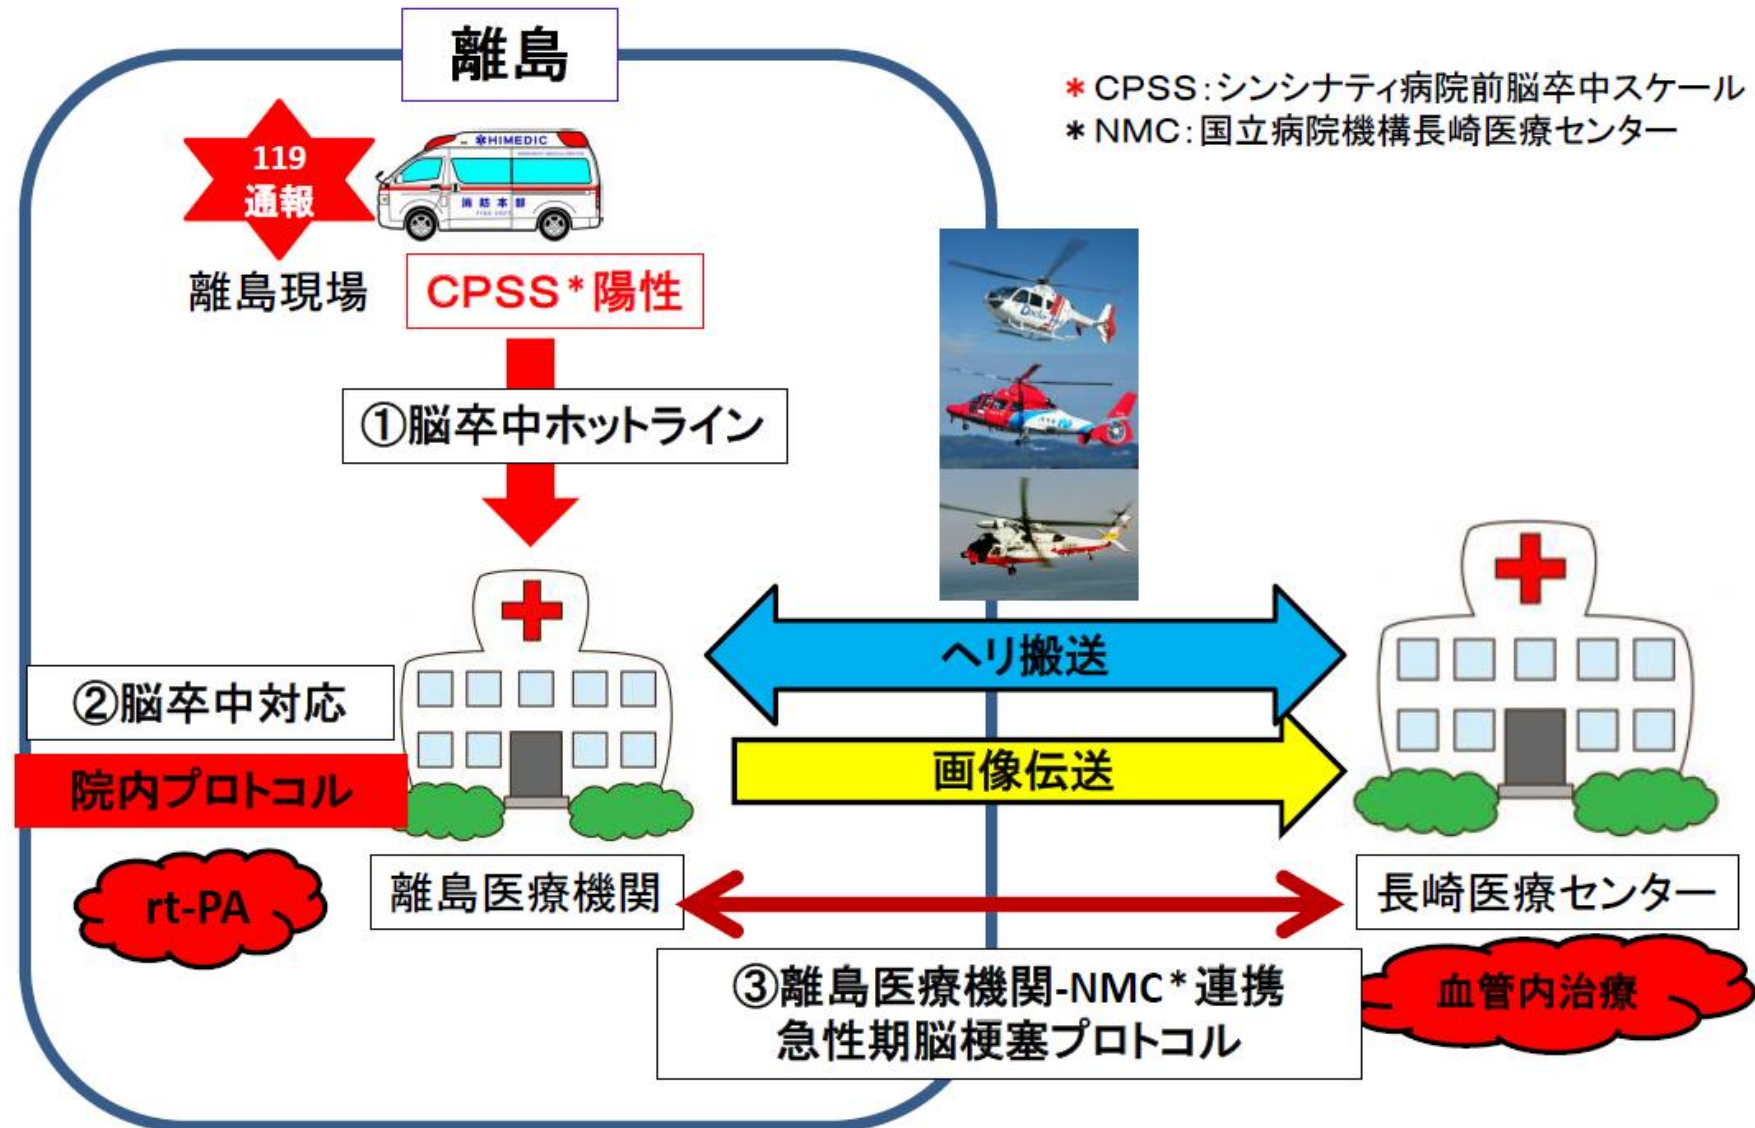 離島
* CPSS:シンシナティ病院前脳卒中スケール
* NMC:国立病院機構長崎医療センター
119
通報
HIMEDIC
消防本部
離島現場
CPSS*陽性
①脳卒中ホットライン
Doctor
ヘリ搬送
②脳卒中対応
院内プロトコル
画像伝送
rt-PA
離島医療機関
長崎医療センター
③離島医療機関-NMC*連携
急性期脳梗塞プロトコル
血管内治療